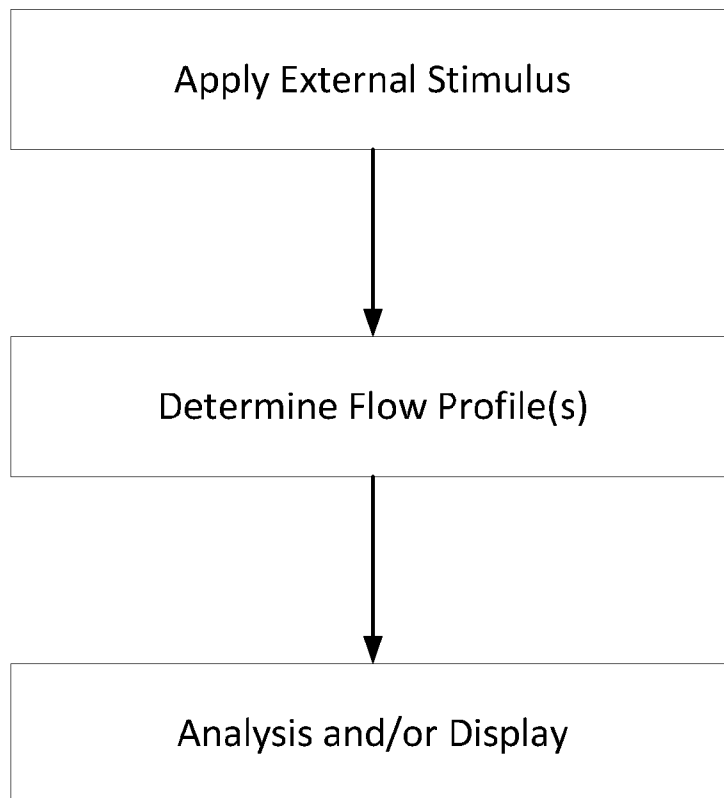 Apply External Stimulus
Determine Flow Profile(s)
Analysis and/or Display